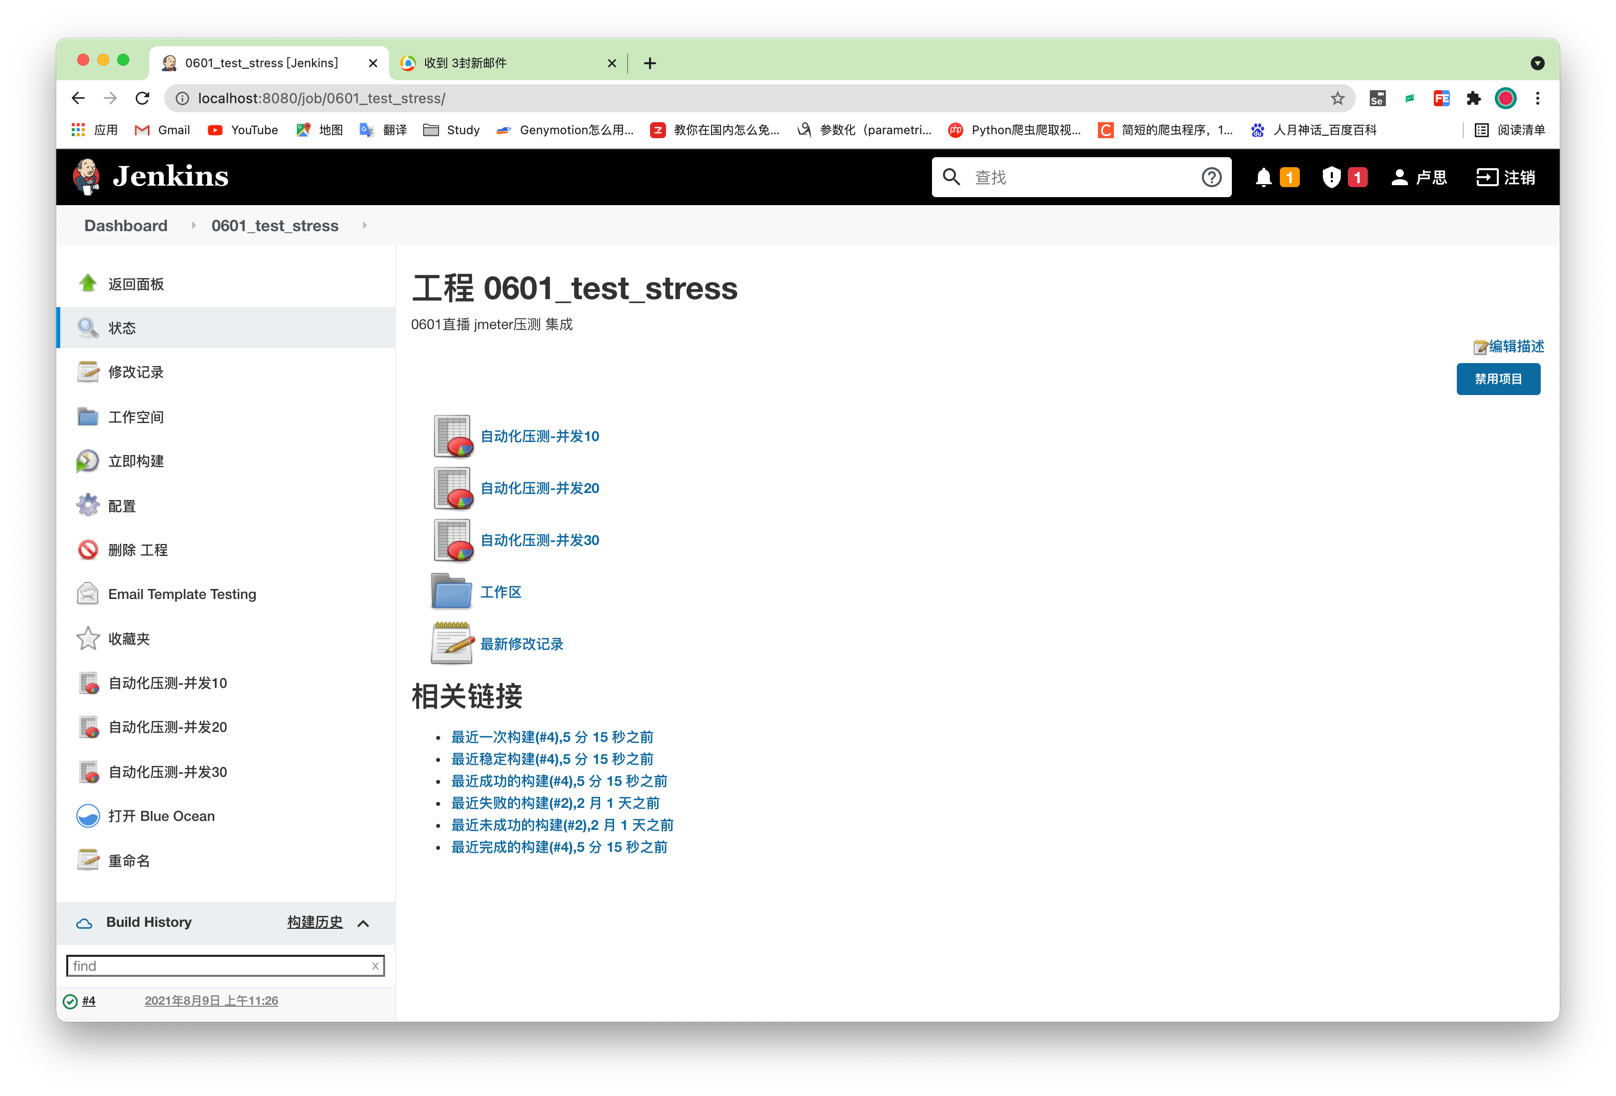 0601_test_stress [Jenkins]
收到 3封新邮件
localhost:8080/job/0601_test_stress/
应用
Gmail
YouTube
地图
翻译
Study
Genymotion怎么用...
教你在国内怎么免...
参数化（parametri...
Python爬虫爬取视...
简短的爬虫程序，1...
人月神话_百度百科
阅读清单
Jenkins
查找
1
1
卢思
注销
Dashboard
0601_test_stress
返回面板
状态
修改记录
工作空间
立即构建
配置
删除 工程
Email Template Testing
收藏夹
自动化压测-并发10
自动化压测-并发20
自动化压测-并发30
打开 Blue Ocean
重命名
Build History
构建历史
find
x
#4
2021年8月9日 上午11:26
工程 0601_test_stress
0601直播 jmeter压测 集成
编辑描述
禁用项目
自动化压测-并发10
自动化压测-并发20
自动化压测-并发30
工作区
最新修改记录
相关链接
最近一次构建(#4),5 分 15 秒之前
最近稳定构建(#4),5 分 15 秒之前
最近成功的构建(#4),5 分 15 秒之前
最近失败的构建(#2),2 月 1 天之前
最近未成功的构建(#2),2 月 1 天之前
最近完成的构建(#4),5 分 15 秒之前